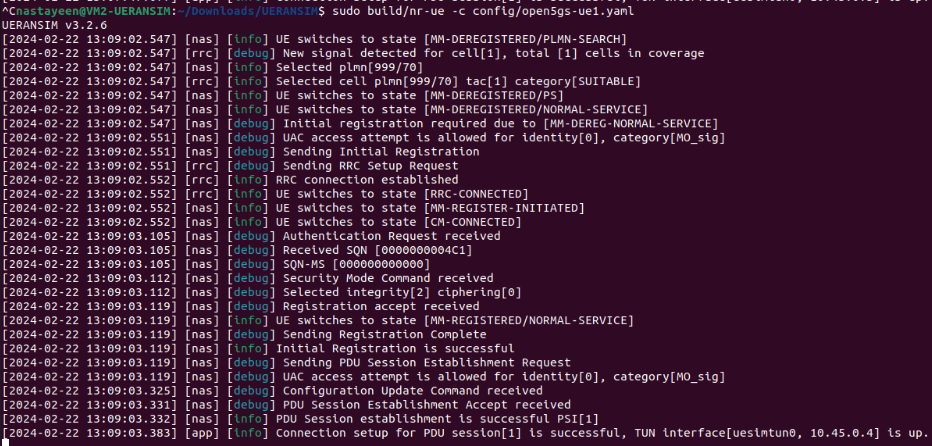 ^Cnastayeen@VM2-UERANSIM:~/Downloads/UERANSIM$ sudo build/nr-ue -c config/open5gs-ue1.yaml
UERANSIM v3.2.6
[2024-02-22 13:09:02.547] [nas] [info] UE switches to state [MM-DEREGISTERED/PLMN-SEARCH]
[2024-02-22 13:09:02.547] [rrc] [debug] New signal detected for cell[1], total [1] cells in coverage
[2024-02-22 13:09:02.547] [nas] [info] Selected plmn[999/70]
[2024-02-22 13:09:02.547] [rrc] [info] Selected cell plmn[999/70] tac[1] category[SUITABLE]
[2024-02-22 13:09:02.547] [nas] [info] UE switches to state [MM-DEREGISTERED/PS]
[2024-02-22 13:09:02.547] [nas] [info] UE switches to state [MM-DEREGISTERED/NORMAL-SERVICE]
[2024-02-22 13:09:02.547] [nas] [debug] Initial registration required due to [MM-DEREG-NORMAL-SERVICE]
[2024-02-22 13:09:02.551] [nas] [debug] UAC access attempt is allowed for identity[0], category[MO_sig]
[2024-02-22 13:09:02.551] [nas] [debug] Sending Initial Registration
[2024-02-22 13:09:02.551] [rrc] [debug] Sending RRC Setup Request
[2024-02-22 13:09:02.552] [rrc] [info] RRC connection established
[2024-02-22 13:09:02.552] [rrc] [info] UE switches to state [RRC-CONNECTED]
[2024-02-22 13:09:02.552] [nas] [info] UE switches to state [MM-REGISTER-INITIATED]
[2024-02-22 13:09:02.552] [nas] [info] UE switches to state [CM-CONNECTED]
[2024-02-22 13:09:03.105] [nas] [debug] Authentication Request received
[2024-02-22 13:09:03.105] [nas] [debug] Received SQN [0000000004C1]
[2024-02-22 13:09:03.105] [nas] [debug] SQN-MS [000000000000]
[2024-02-22 13:09:03.112] [nas] [debug] Security Mode Command received
[2024-02-22 13:09:03.112] [nas] [debug] Selected integrity[2] ciphering[0]
[2024-02-22 13:09:03.119] [nas] [debug] Registration accept received
[2024-02-22 13:09:03.119] [nas] [info] UE switches to state [MM-REGISTERED/NORMAL-SERVICE]
[2024-02-22 13:09:03.119] [nas] [debug] Sending Registration Complete
[2024-02-22 13:09:03.119] [nas] [info] Initial Registration is successful
[2024-02-22 13:09:03.119] [nas] [debug] Sending PDU Session Establishment Request
[2024-02-22 13:09:03.119] [nas] [debug] UAC access attempt is allowed for identity[0], category[MO_sig]
[2024-02-22 13:09:03.325] [nas] [debug] Configuration Update Command received
[2024-02-22 13:09:03.331] [nas] [debug] PDU Session Establishment Accept received
[2024-02-22 13:09:03.332] [nas] [info] PDU Session establishment is successful PSI[1]
[2024-02-22 13:09:03.383] [app] [info] Connection setup for PDU session[1] is successful, TUN interface[uesimtun0, 10.45.0.4] is up.